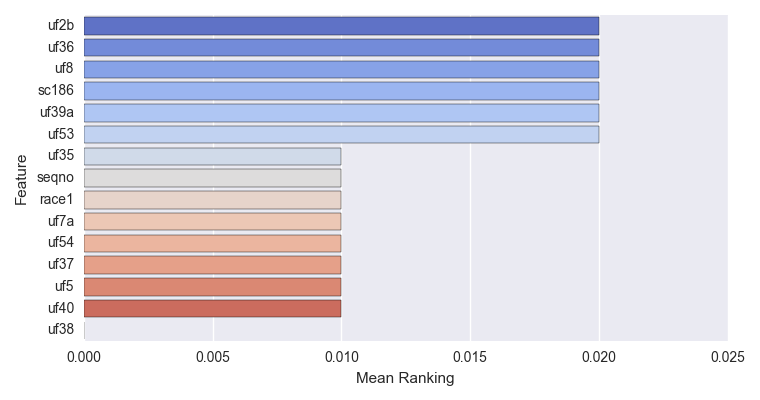 uf2b
uf36
uf8
sc186
uf39a
uf53
uf35
seqno
race1
uf7a
uf54
uf37
uf5
uf40
uf38
Feature
0.000 0.005 0.010 0.015 0.020 0.025
Mean Ranking